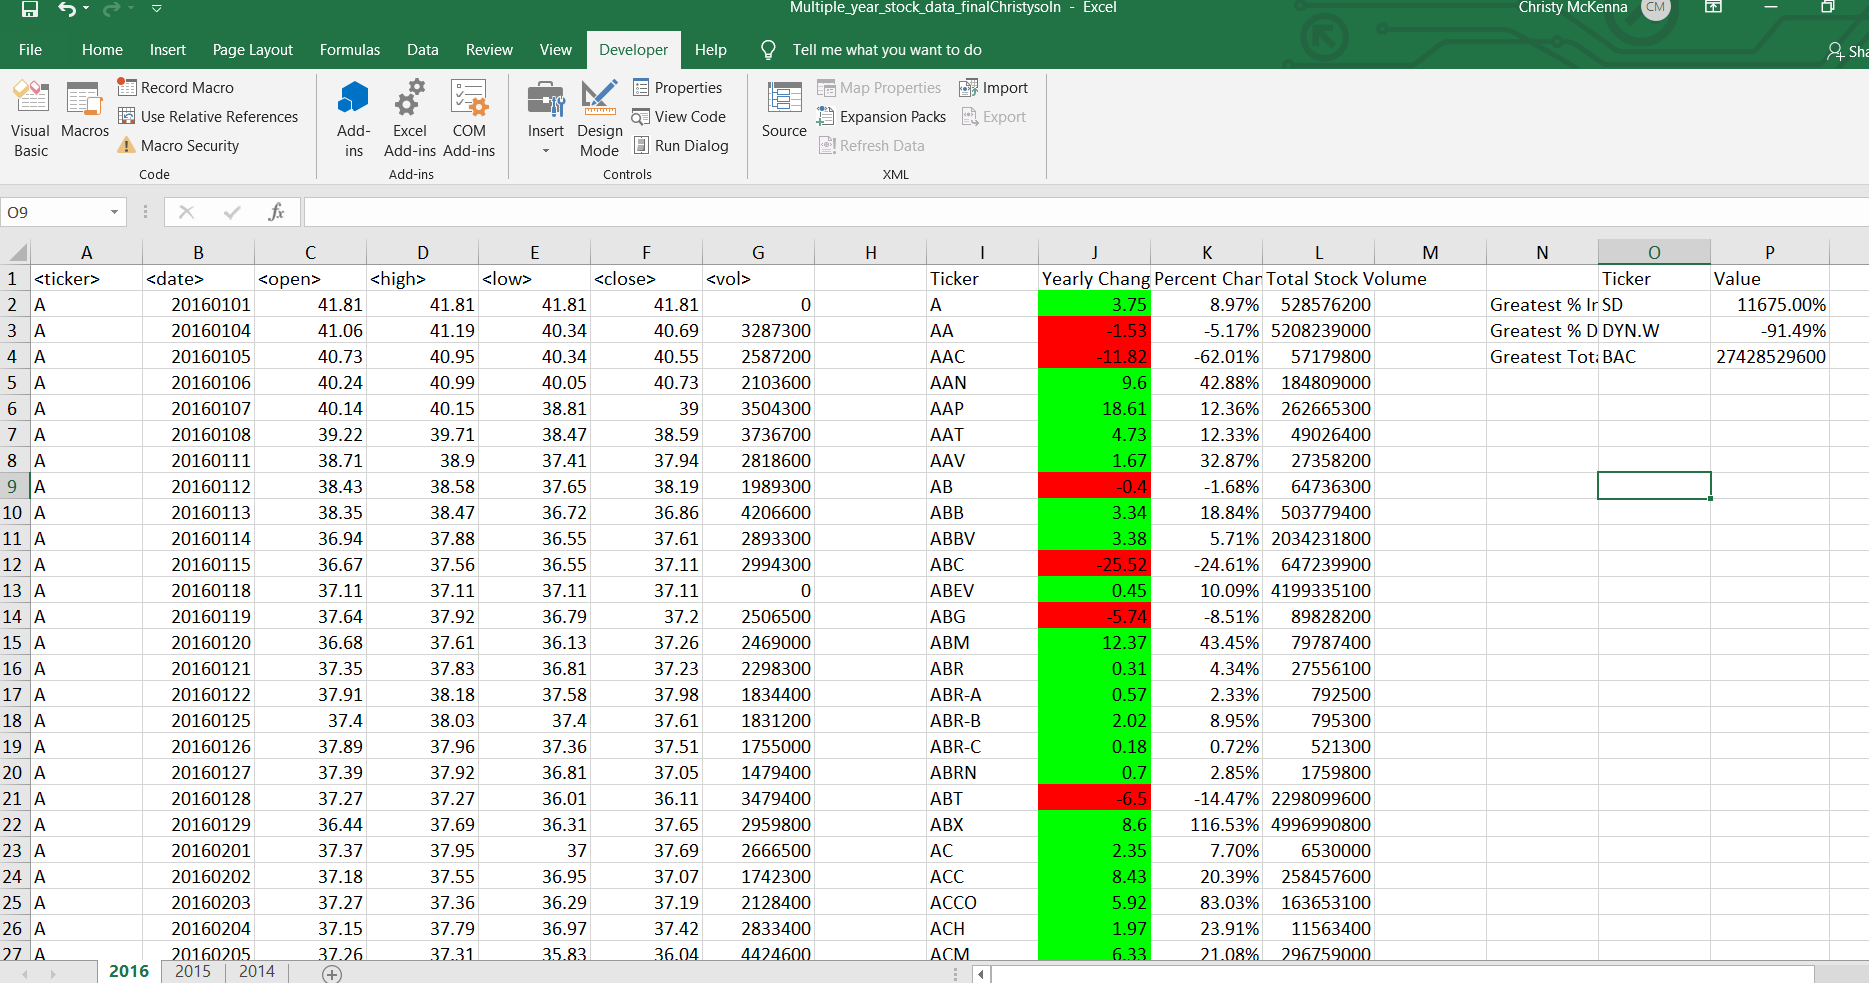 Multiple_year_stock_data_finalChristysoln - Excel
Christy McKenna CM
File Home Insert Page Layout Formulas Data Review View Developer Help Tell me what you want to do Sha
Visual Basic
Macros
Record Macro
Use Relative References
Macro Security
Code
Add-ins
Excel Add-ins
COM Add-ins
Add-ins
Insert
Design Mode
Properties
View Code
Run Dialog
Controls
Source
Map Properties
Expansion Packs
Refresh Data
Import
Export
XML
O9 fx
A B C D E F G H I J K L M N O P
1 <ticker> <date> <open> <high> <low> <close> <vol> Ticker Yearly Chang Percent Char Total Stock Volume Ticker Value
2 A 20160101 41.81 41.81 41.81 41.81 0 A 3.75 8.97% 528576200 Greatest % Ir SD 11675.00%
3 A 20160104 41.06 41.19 40.34 40.69 3287300 AA -1.53 -5.17% 5208239000 Greatest % D DYN.W -91.49%
4 A 20160105 40.73 40.95 40.34 40.55 2587200 AAC -11.82 -62.01% 57179800 Greatest Tota BAC 27428529600
5 A 20160106 40.24 40.99 40.05 40.73 2103600 AAN 9.6 42.88% 184809000
6 A 20160107 40.14 40.15 38.81 39 3504300 AAP 18.61 12.36% 262665300
7 A 20160108 39.22 39.71 38.47 38.59 3736700 AAT 4.73 12.33% 49026400
8 A 20160111 38.71 38.9 37.41 37.94 2818600 AAV 1.67 32.87% 27358200
9 A 20160112 38.43 38.58 37.65 38.19 1989300 AB -0.4 -1.68% 64736300
10 A 20160113 38.35 38.47 36.72 36.86 4206600 ABB 3.34 18.84% 503779400
11 A 20160114 36.94 37.88 36.55 37.61 2893300 ABBV 3.38 5.71% 2034231800
12 A 20160115 36.67 37.56 36.55 37.11 2994300 ABC -25.52 -24.61% 647239900
13 A 20160118 37.11 37.11 37.11 37.11 0 ABEV 0.45 10.09% 4199335100
14 A 20160119 37.64 37.92 36.79 37.2 2506500 ABG -5.74 -8.51% 89828200
15 A 20160120 36.68 37.61 36.13 37.26 2469000 ABM 12.37 43.45% 79787400
16 A 20160121 37.35 37.83 36.81 37.23 2298300 ABR 0.31 4.34% 27556100
17 A 20160122 37.91 38.18 37.58 37.98 1834400 ABR-A 0.57 2.33% 792500
18 A 20160125 37.4 38.03 37.4 37.61 1831200 ABR-B 2.02 8.95% 795300
19 A 20160126 37.89 37.96 37.36 37.51 1755000 ABR-C 0.18 0.72% 521300
20 A 20160127 37.39 37.92 36.81 37.05 1479400 ABRN 0.7 2.85% 1759800
21 A 20160128 37.27 37.27 36.01 36.11 3479400 ABT -6.5 -14.47% 2298099600
22 A 20160129 36.44 37.69 36.31 37.65 2959800 ABX 8.6 116.53% 4996990800
23 A 20160201 37.37 37.95 37 37.69 2666500 AC 2.35 7.70% 6530000
24 A 20160202 37.18 37.55 36.95 37.07 1742300 ACC 8.43 20.39% 258457600
25 A 20160203 37.27 37.36 36.29 37.19 2128400 ACCO 5.92 83.03% 163653100
26 A 20160204 37.15 37.79 36.97 37.42 2833400 ACH 1.97 23.91% 11563400
27 A 20160205 37.26 37.31 35.83 36.04 4424600 ACM 6.33 21.08% 296759000
2016 2015 2014